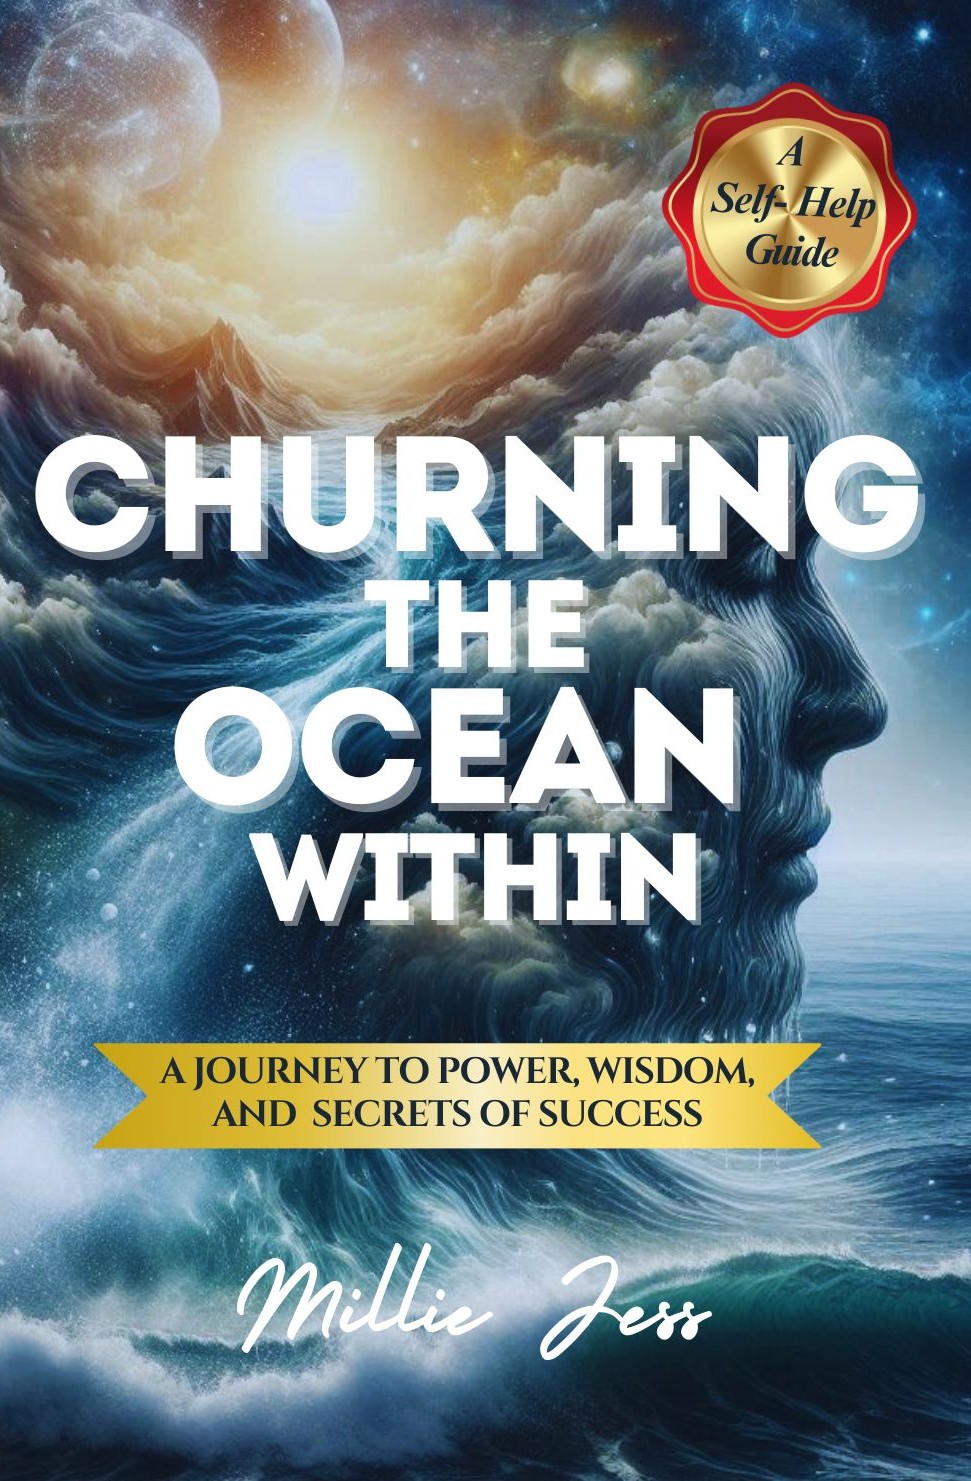 A
Self- Help
Guide
CHURNING
THE
OCEAN
WITHIN
A JOURNEY TO POWER, WISDOM,
AND SECRETS OF SUCCESS
Millie Jess